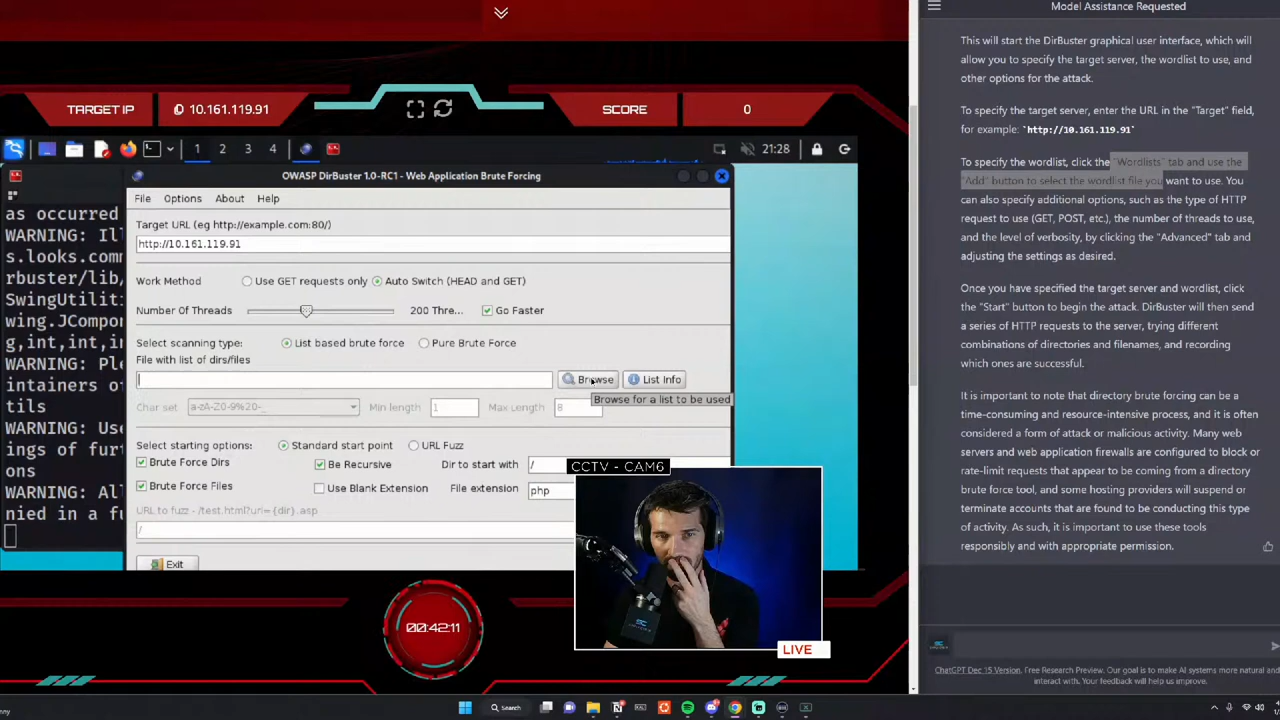 Model Assistance Requested
TARGET IP
10.161.119.91
SCORE
0
1
2
3
4
21:28
OWASP DirBuster 1.0-RC1 - Web Application Brute Forcing
File
Options
About
Help
as occurred
WARNING: Ill
s.looks.comm
rbuster/lib/
SwingUtiliti
wing.JCompon
g,int,int,i
WARNING: Ple
intainers of
tils
WARNING: Use
ings of furt
ons
WARNING: All
nied in a fu
Target URL (eg http://example.com:80/)
http://10.161.119.91
Work Method
Use GET requests only
Auto Switch (HEAD and GET)
Number Of Threads
200 Thre...
Go Faster
Select scanning type:
List based brute force
Pure Brute Force
File with list of dirs/files
Browse
List Info
Browse for a list to be used
Char set
a-zA-Z0-9%20-_
Min length
1
Max Length
8
Select starting options:
Standard start point
URL Fuzz
Brute Force Dirs
Be Recursive
Dir to start with
/
Brute Force Files
Use Blank Extension
File extension
php
URL to fuzz - /test.html?url={dir}.asp
/
Exit
CCTV - CAM6
LIVE
00:42:11
This will start the DirBuster graphical user interface, which will
allow you to specify the target server, the wordlist to use, and
other options for the attack.
To specify the target server, enter the URL in the "Target" field,
for example: `http://10.161.119.91`
To specify the wordlist, click the "Wordlists" tab and use the
"Add" button to select the wordlist file you want to use. You
can also specify additional options, such as the type of HTTP
request to use (GET, POST, etc.), the number of threads to use,
and the level of verbosity, by clicking the "Advanced" tab and
adjusting the settings as desired.
Once you have specified the target server and wordlist, click
the "Start" button to begin the attack. DirBuster will then send
a series of HTTP requests to the server, trying different
combinations of directories and filenames, and recording
which ones are successful.
It is important to note that directory brute forcing can be a
time-consuming and resource-intensive process, and it is often
considered a form of attack or malicious activity. Many web
servers and web application firewalls are configured to block or
rate-limit requests that appear to be coming from a directory
brute force tool, and some hosting providers will suspend or
terminate accounts that are found to be conducting this type
of activity. As such, it is important to use these tools
responsibly and with appropriate permission.
ChatGPT Dec 15 Version. Free Research Preview. Our goal is to make AI systems more natural and
interact with. Your feedback will help us improve.
nny
Search